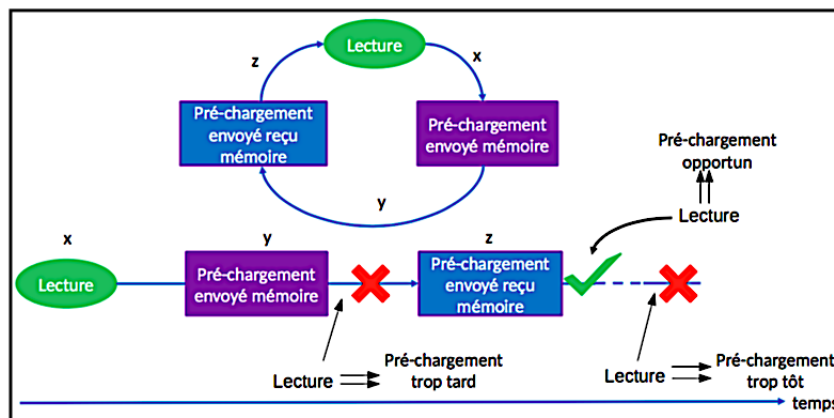 Lecture
z
x
Pré-chargement
envoyé reçu
mémoire
Pré-chargement
envoyé mémoire
y
Pré-chargement
opportun
Lecture
x
y
z
Lecture
Pré-chargement
envoyé mémoire
Pré-chargement
envoyé reçu
mémoire
Lecture
Pré-chargement
trop tard
Lecture
Pré-chargement
trop tôt
temps